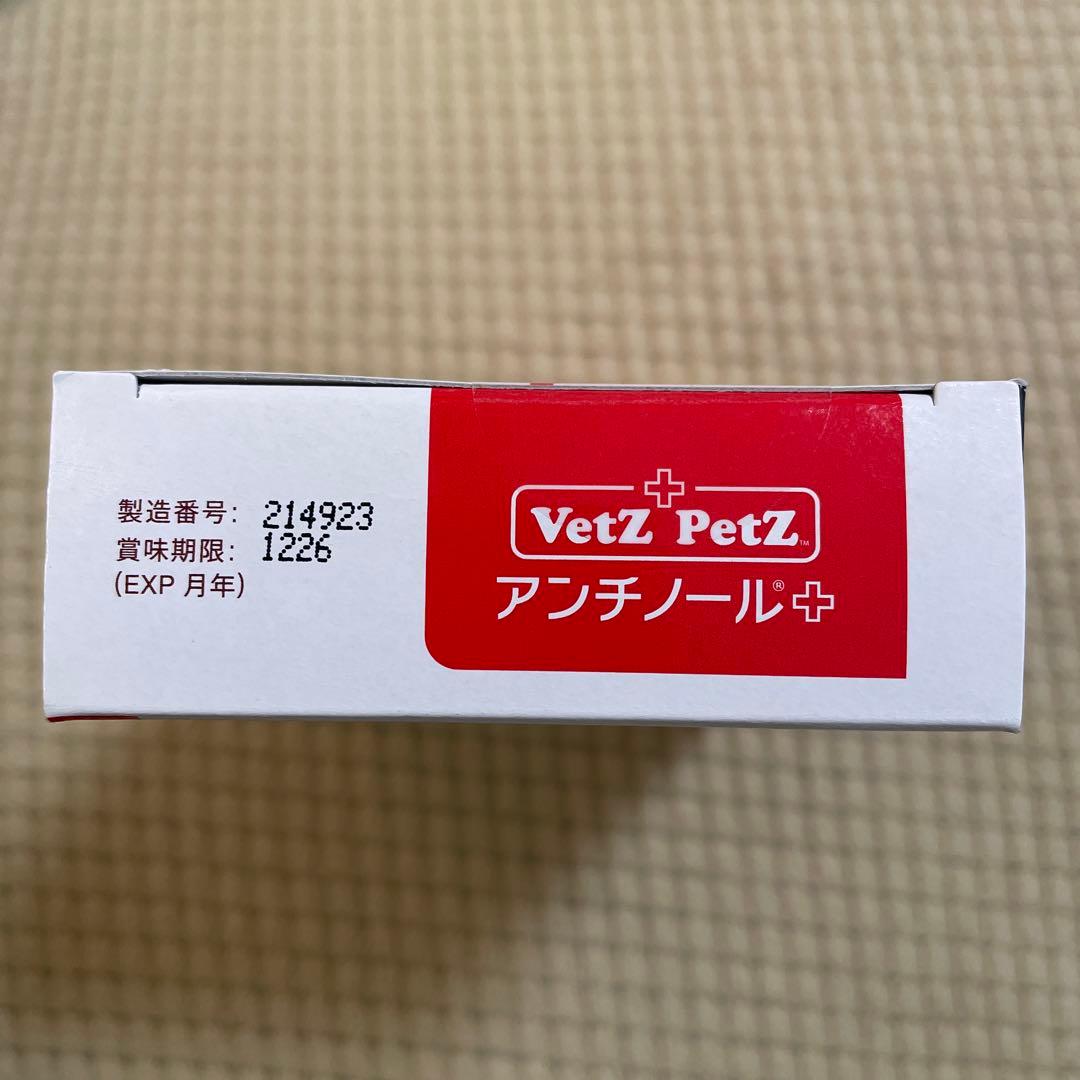 製造番号: 214923
賞味期限: 1226
(EXP 月年)
VetZ PetZ™
アンチノール®+